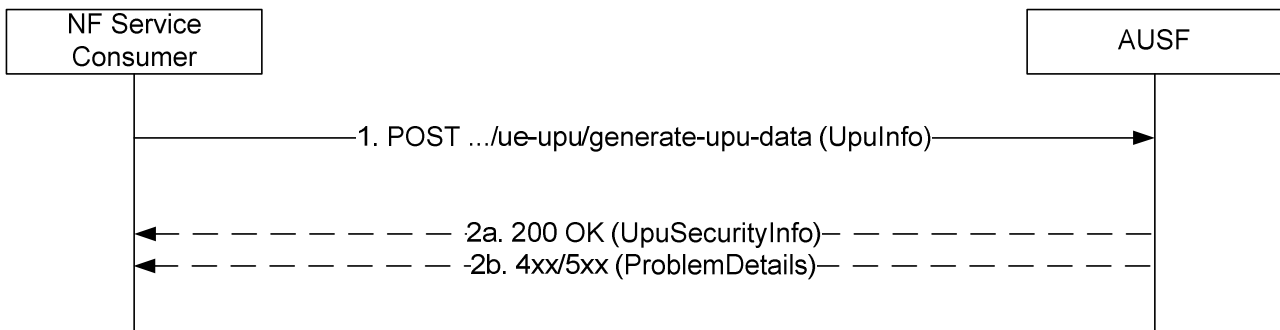 NF Service
Consumer
AUSF
1. POST .../ue-upu/generate-upu-data (UpuInfo)
2a. 200 OK (UpuSecurityInfo)
2b. 4xx/5xx (ProblemDetails)